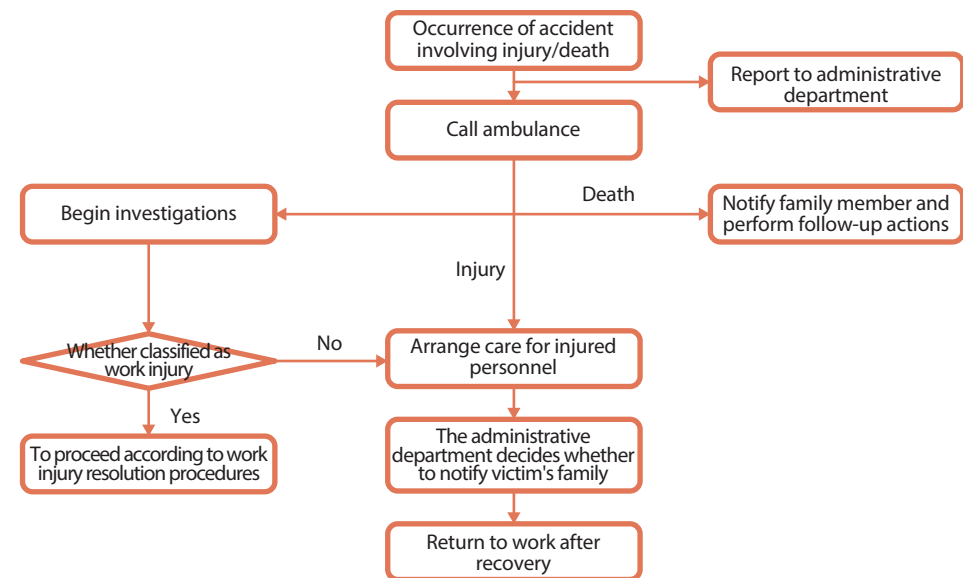 Occurrence of accident
involving injury/death
Report to administrative
department
Call ambulance
Death
Begin investigations
Notify family member and
perform follow-up actions
Injury
No
Whether classified as
work injury
Arrange care for injured
personnel
Yes
To proceed according to work
injury resolution procedures
The administrative
department decides whether
to notify victim's family
Return to work after
recovery